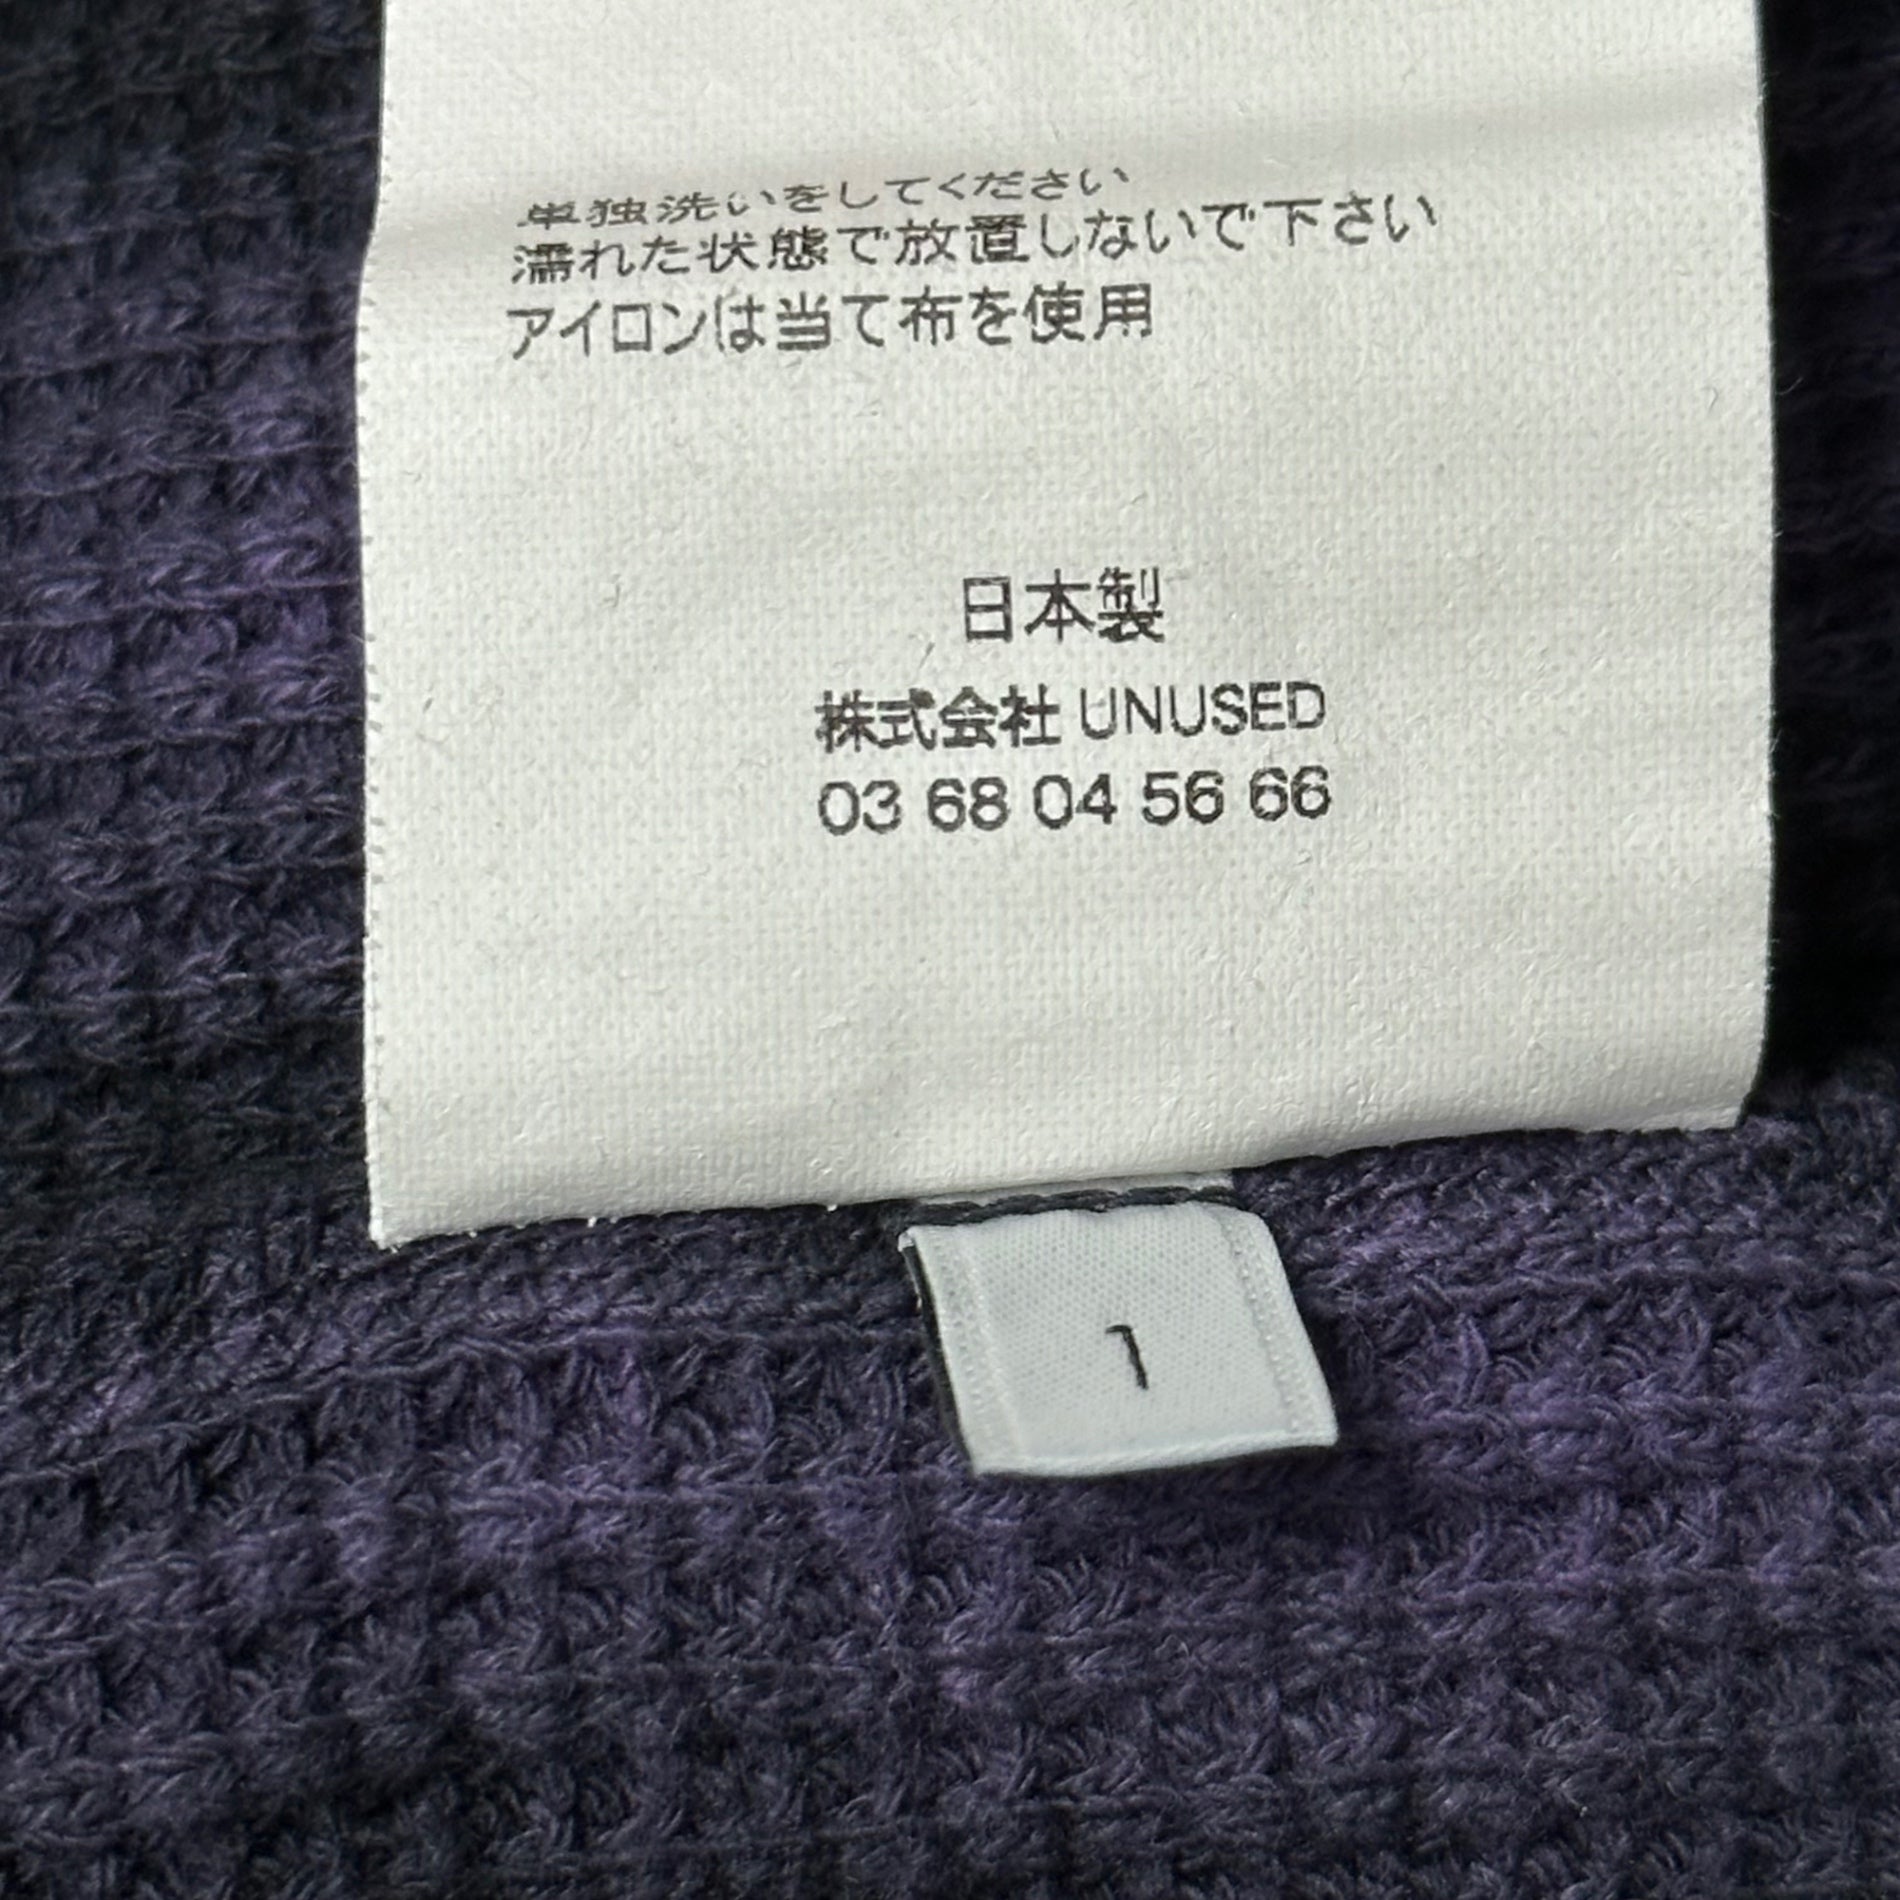 単独洗いをしてください
濡れた状態で放置しないで下さい
アイロンは当て布を使用
日本製
株式会社 UNUSED
03 68 04 56 66
1